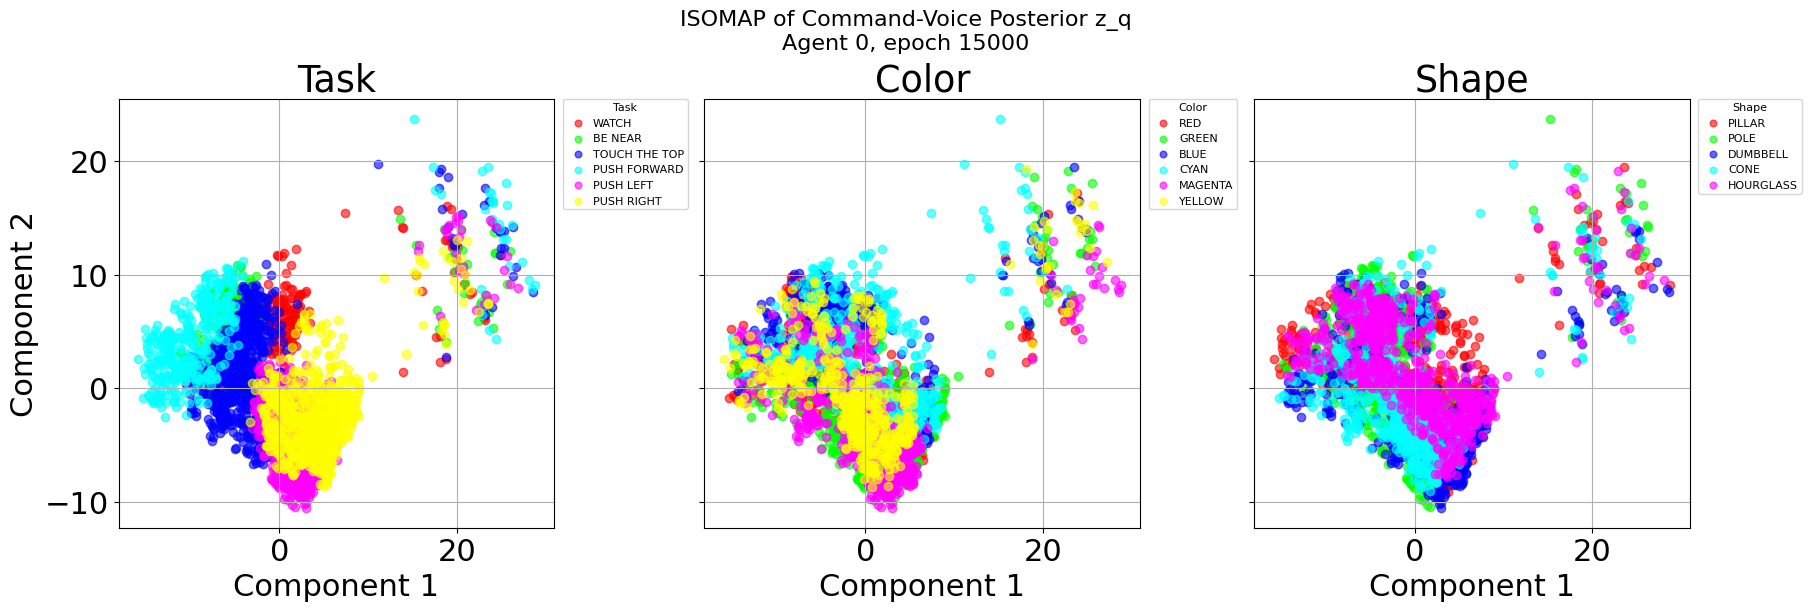 ISOMAP of Command-Voice Posterior z_q
Agent 0, epoch 15000
Task
Color
Shape
Task
WATCH
BE NEAR
TOUCH THE TOP
PUSH FORWARD
PUSH LEFT
PUSH RIGHT
Color
RED
GREEN
BLUE
CYAN
MAGENTA
YELLOW
Shape
PILLAR
POLE
DUMBBELL
CONE
HOURGLASS
Component 2
20
10
0
−10
0 20
0 20
0 20
Component 1
Component 1
Component 1